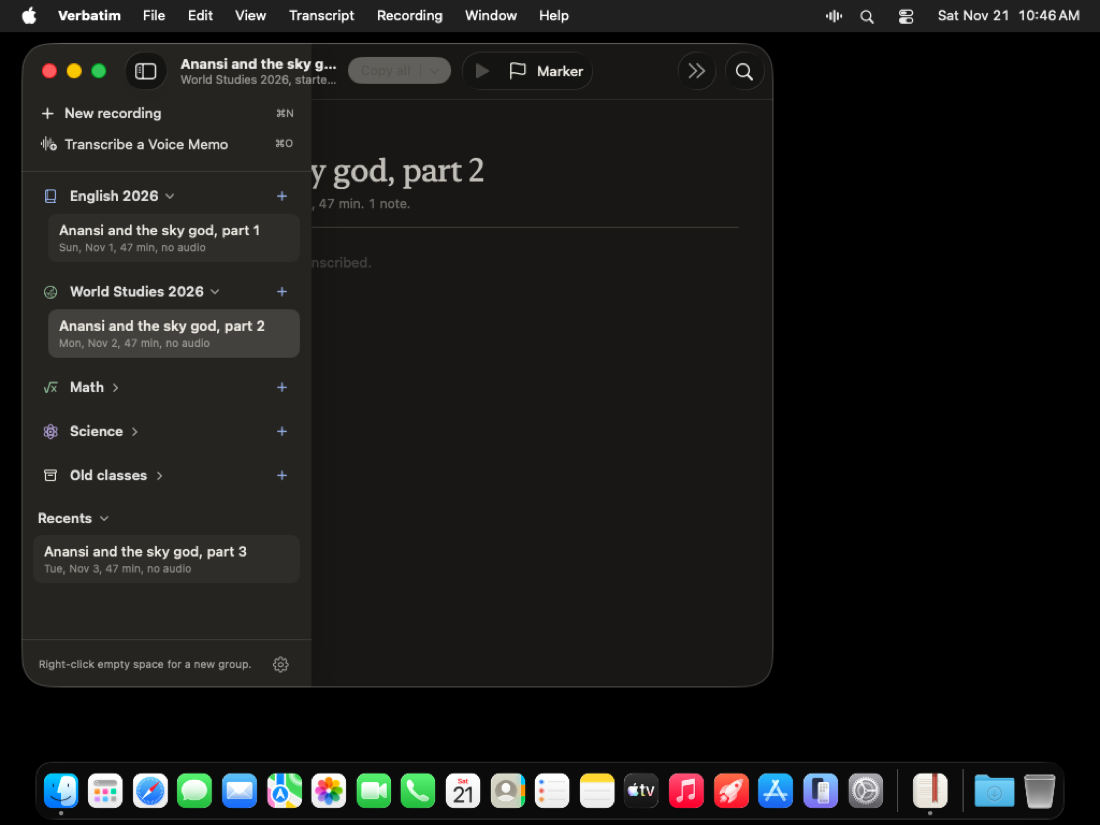 Verbatim File Edit View Transcript Recording Window Help Sat Nov 21 10:46 AM
Anansi and the sky g...
World Studies 2026, starte...
Copy all
Marker
+ New recording ⌘N
Transcribe a Voice Memo ⌘O
English 2026 +
Anansi and the sky god, part 1
Sun, Nov 1, 47 min, no audio
World Studies 2026 +
Anansi and the sky god, part 2
Mon, Nov 2, 47 min, no audio
√x Math +
Science +
Old classes +
Recents
Anansi and the sky god, part 3
Tue, Nov 3, 47 min, no audio
Right-click empty space for a new group.
y god, part 2
, 47 min. 1 note.
nscribed.
Sat
21
tv